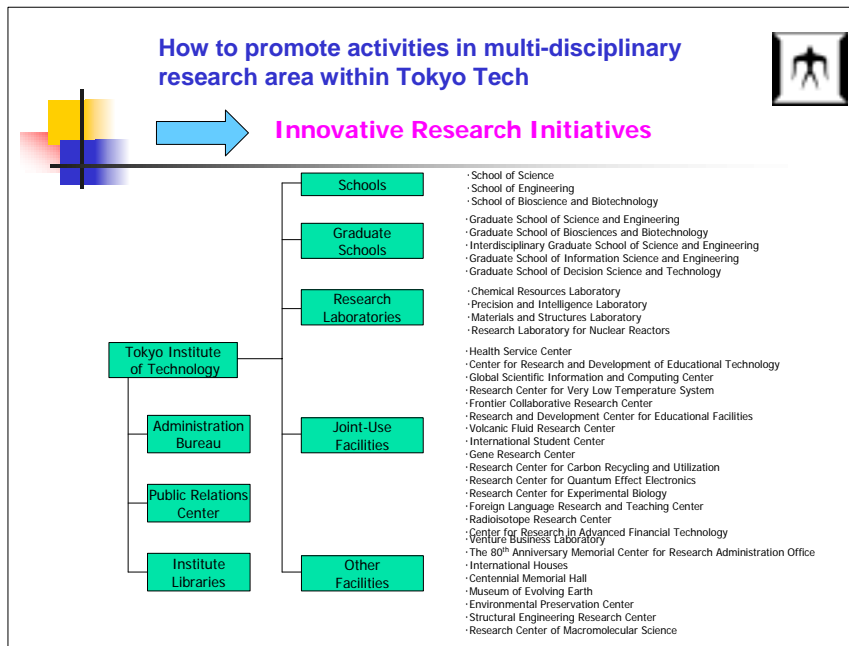 How to promote activities in multi-disciplinary
research area within Tokyo Tech
Innovative Research Initiatives
Schools
・School of Science
・School of Engineering
・School of Bioscience and Biotechnology
Graduate
Schools
・Graduate School of Science and Engineering
・Graduate School of Biosciences and Biotechnology
・Interdisciplinary Graduate School of Science and Engineering
・Graduate School of Information Science and Engineering
・Graduate School of Decision Science and Technology
Research
Laboratories
・Chemical Resources Laboratory
・Precision and Intelligence Laboratory
・Materials and Structures Laboratory
・Research Laboratory for Nuclear Reactors
Tokyo Institute
of Technology
Administration
Bureau
Public Relations
Center
Institute
Libraries
Joint-Use
Facilities
・Health Service Center
・Center for Research and Development of Educational Technology
・Global Scientific Information and Computing Center
・Research Center for Very Low Temperature System
・Frontier Collaborative Research Center
・Research and Development Center for Educational Facilities
・Volcanic Fluid Research Center
・International Student Center
・Gene Research Center
・Research Center for Carbon Recycling and Utilization
・Research Center for Quantum Effect Electronics
・Research Center for Experimental Biology
・Foreign Language Research and Teaching Center
・Radioisotope Research Center
・Center for Research in Advanced Financial Technology
Other
Facilities
・Venture Business Laboratory
・The 80th Anniversary Memorial Center for Research Administration Office
・International Houses
・Centennial Memorial Hall
・Museum of Evolving Earth
・Environmental Preservation Center
・Structural Engineering Research Center
・Research Center of Macromolecular Science